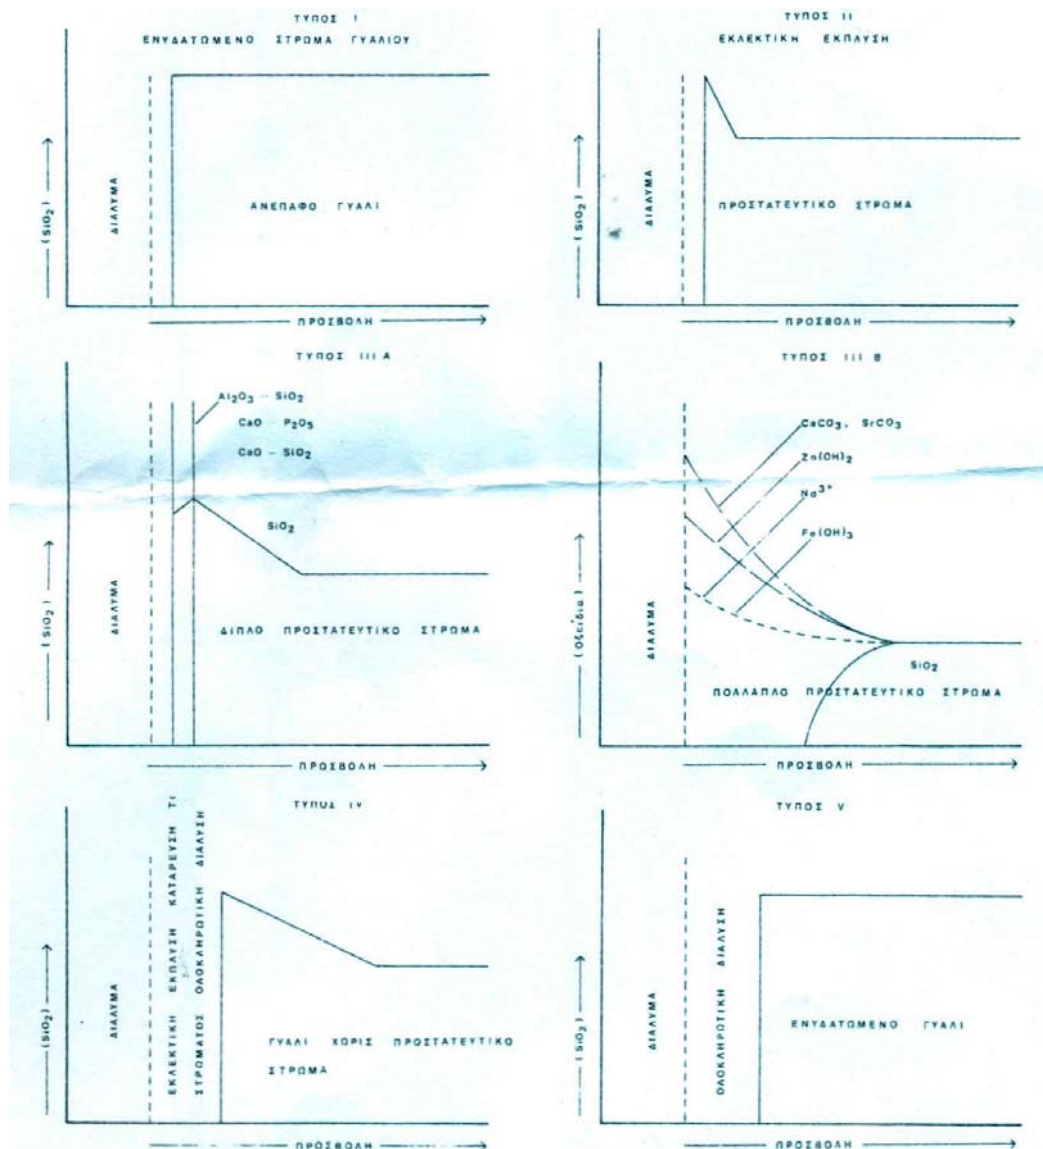 ΤΥΠΟΣ I
ΕΝΥΔΑΤΩΜΕΝΟ ΣΤΡΩΜΑ ΓΥΑΛΙΟΥ
(SiO2)
ΔΙΑΛΥΜΑ
ΑΝΕΠΑΦΟ ΓΥΑΛΙ
ΠΡΟΣΒΟΛΗ
ΤΥΠΟΣ II
ΕΚΛΕΚΤΙΚΗ ΕΚΠΛΥΣΗ
(SiO2)
ΔΙΑΛΥΜΑ
ΠΡΟΣΤΑΤΕΥΤΙΚΟ ΣΤΡΩΜΑ
ΠΡΟΣΒΟΛΗ
ΤΥΠΟΣ III A
Al2O3 – SiO2
CaO – P2O5
CaO – SiO2
SiO2
(SiO2)
ΔΙΑΛΥΜΑ
ΔΙΠΛΟ ΠΡΟΣΤΑΤΕΥΤΙΚΟ ΣΤΡΩΜΑ
ΠΡΟΣΒΟΛΗ
ΤΥΠΟΣ III B
CaCO3, SrCO3
Zn(OH)2
Nd3+
Fe(OH)3
(Οξείδια)
ΔΙΑΛΥΜΑ
SiO2
ΠΟΛΛΑΠΛΟ ΠΡΟΣΤΑΤΕΥΤΙΚΟ ΣΤΡΩΜΑ
ΠΡΟΣΒΟΛΗ
ΤΥΠΟΣ IV
(SiO2)
ΔΙΑΛΥΜΑ
ΕΚΛΕΚΤΙΚΗ ΕΚΠΛΥΣΗ ΚΑΤΑΡΕΥΣΗ ΤΙ
ΣΤΡΩΜΑΤΟΣ ΟΛΟΚΛΗΡΩΤΙΚΗ ΔΙΑΛΥΣΗ
ΓΥΑΛΙ ΧΩΡΙΣ ΠΡΟΣΤΑΤΕΥΤΙΚΟ
ΣΤΡΩΜΑ
ΠΡΟΣΒΟΛΗ
ΤΥΠΟΣ V
(SiO2)
ΔΙΑΛΥΜΑ
ΟΛΟΚΛΗΡΩΤΙΚΗ ΔΙΑΛΥΣΗ
ΕΝΥΔΑΤΩΜΕΝΟ ΓΥΑΛΙ
ΠΡΟΣΒΟΛΗ